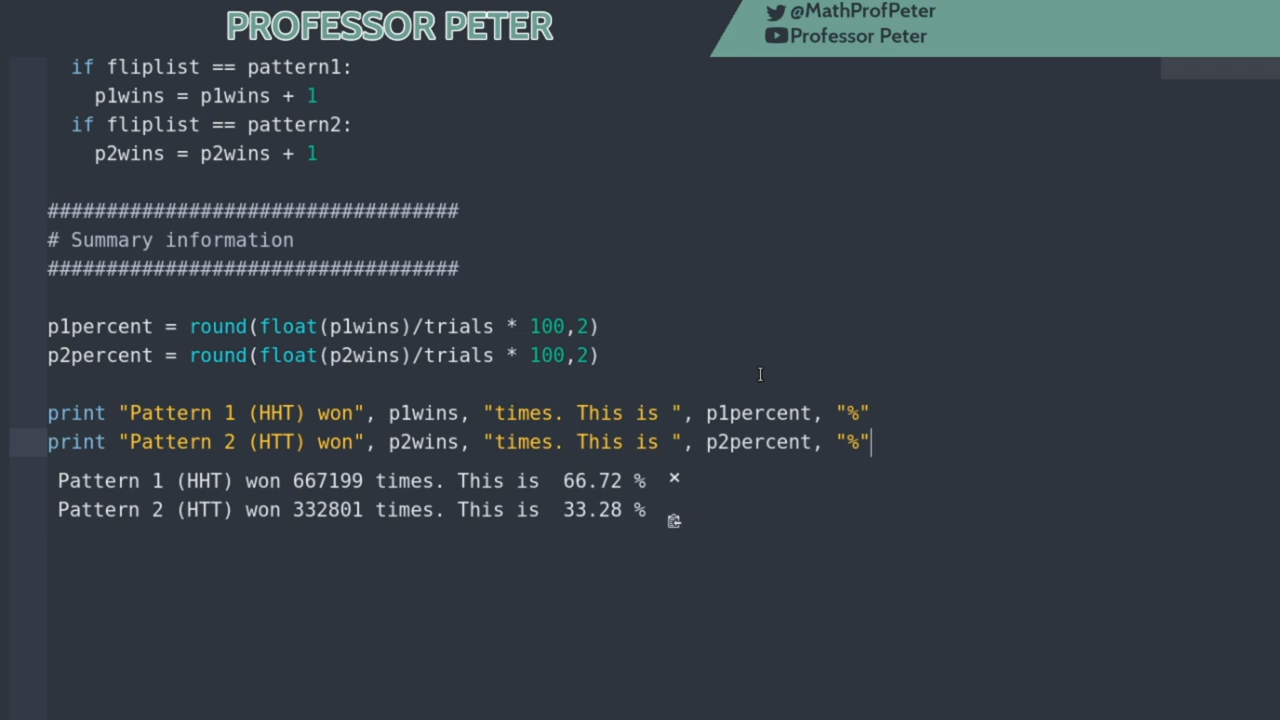 PROFESSOR PETER
@MathProfPeter
Professor Peter
if fliplist == pattern1:
p1wins = p1wins + 1
if fliplist == pattern2:
p2wins = p2wins + 1
###################################
# Summary information
###################################
p1percent = round(float(p1wins)/trials * 100,2)
p2percent = round(float(p2wins)/trials * 100,2)
print "Pattern 1 (HHT) won", p1wins, "times. This is ", p1percent, "%"
print "Pattern 2 (HTT) won", p2wins, "times. This is ", p2percent, "%"
Pattern 1 (HHT) won 667199 times. This is  66.72 %
Pattern 2 (HTT) won 332801 times. This is  33.28 %